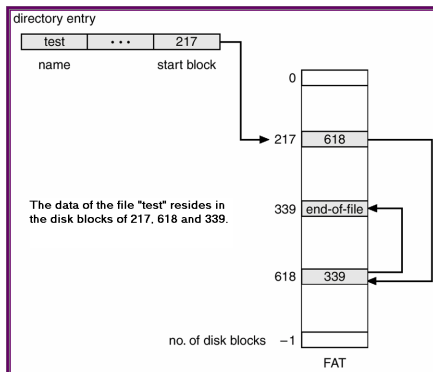 directory entry
test ••• 217
name start block
0
217 618
The data of the file "test" resides in
the disk blocks of 217, 618 and 339.
339 end-of-file
618 339
no. of disk blocks −1
FAT